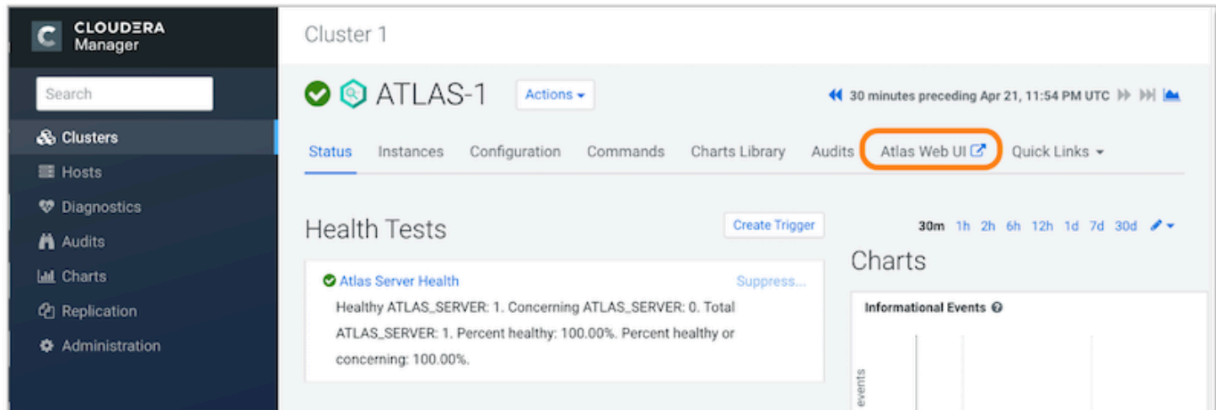 CLOUDERA
Manager
Search
Clusters
Hosts
Diagnostics
Audits
Charts
Replication
Administration
Cluster 1
ATLAS-1
Actions
30 minutes preceding Apr 21, 11:54 PM UTC
Status Instances Configuration Commands Charts Library Audits Atlas Web UI Quick Links
Health Tests
Create Trigger
Atlas Server Health
Suppress...
Healthy ATLAS_SERVER: 1. Concerning ATLAS_SERVER: 0. Total
ATLAS_SERVER: 1. Percent healthy: 100.00%. Percent healthy or
concerning: 100.00%.
30m 1h 2h 6h 12h 1d 7d 30d
Charts
Informational Events
events